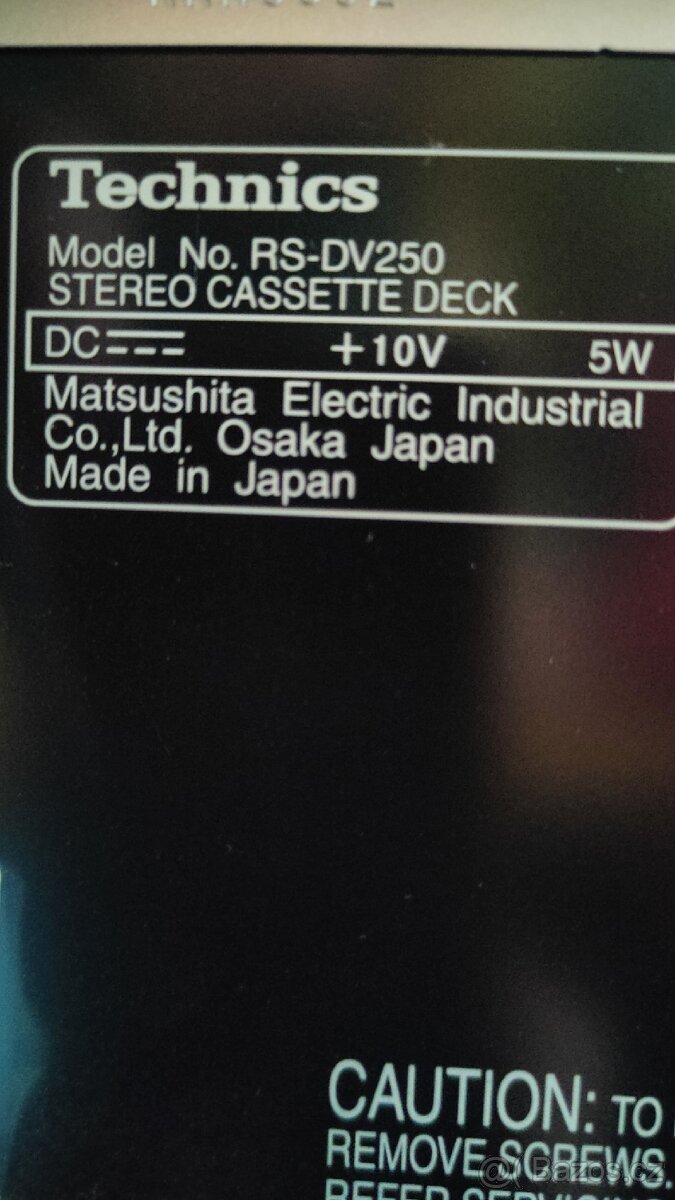 Technics
Model No. RS-DV250
STEREO CASSETTE DECK
DC +10V 5W
Matsushita Electric Industrial
Co.,Ltd. Osaka Japan
Made in Japan
CAUTION: TO
REMOVE SCREWS.
REFER
Bazos.cz